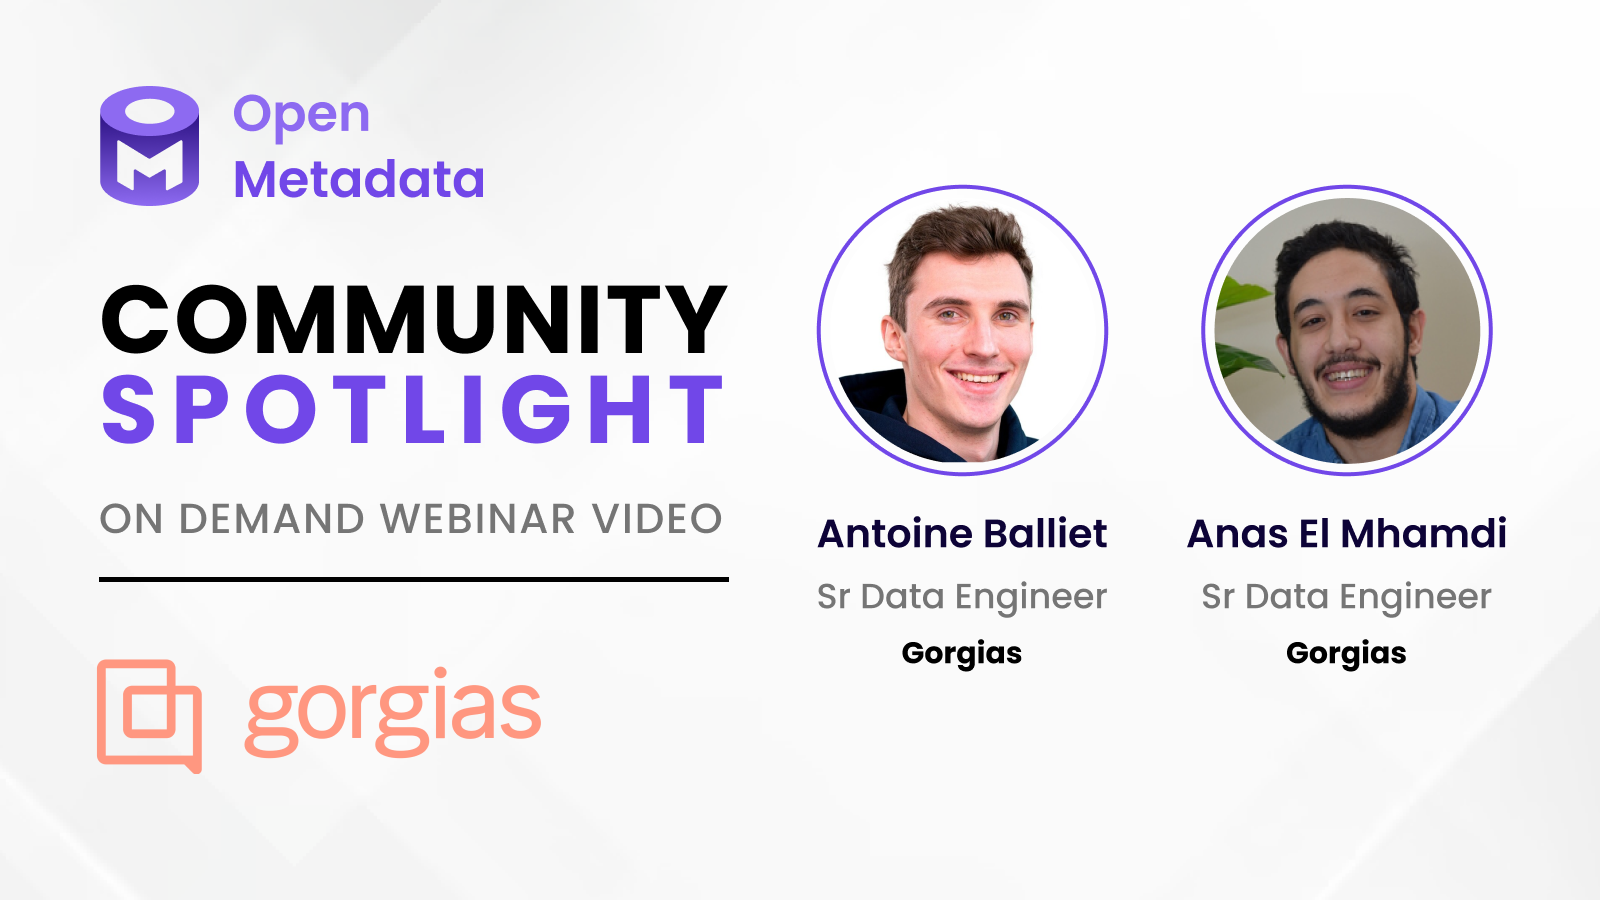 Open
Metadata
COMMUNITY
SPOTLIGHT
ON DEMAND WEBINAR VIDEO
gorgias
Antoine Balliet
Sr Data Engineer
Gorgias
Anas El Mhamdi
Sr Data Engineer
Gorgias